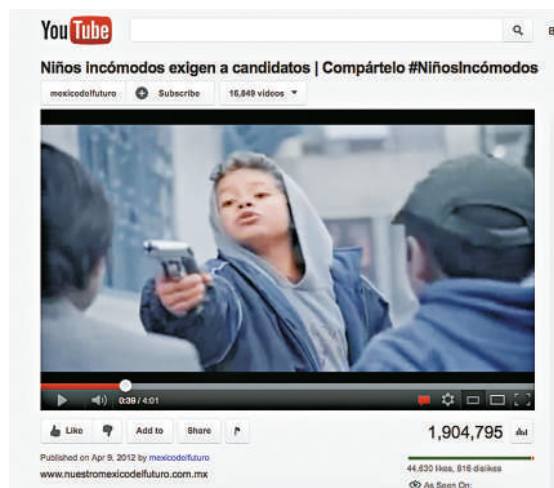 YouTube
Niños incómodos exigen a candidatos | Compártelo #NiñosIncómodos
mexicodelfuturo Subscribe 16,849 videos
0:39 / 4:01
Like Add to Share
1,904,795
Published on Apr 9, 2012 by mexicodelfuturo
44,630 likes, 816 dislikes
www.nuestromexicodelfuturo.com.mx
As Seen On: